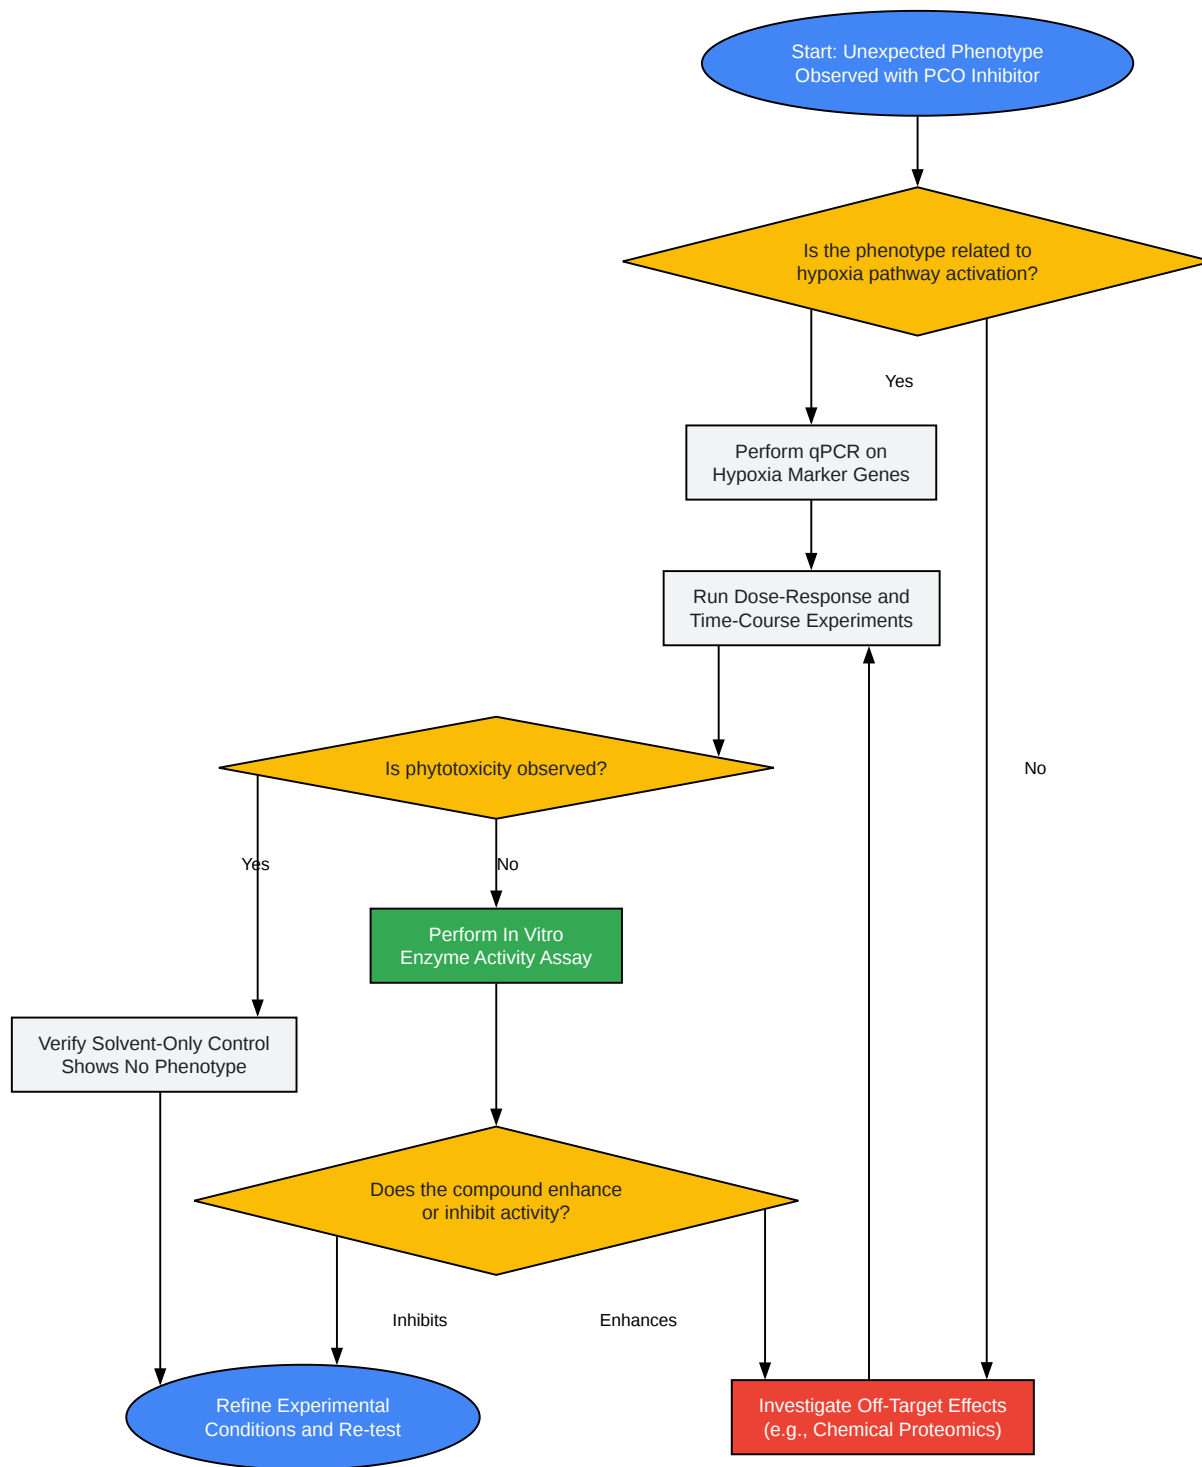 Start: Unexpected Phenotype
Observed with PCO Inhibitor
Is the phenotype related to
hypoxia pathway activation?
Yes
Perform qPCR on
Hypoxia Marker Genes
Run Dose-Response and
Time-Course Experiments
Is phytotoxicity observed?
No
Yes
No
Perform In Vitro
Enzyme Activity Assay
Verify Solvent-Only Control
Shows No Phenotype
Does the compound enhance
or inhibit activity?
Inhibits
Enhances
Refine Experimental
Conditions and Re-test
Investigate Off-Target Effects
(e.g., Chemical Proteomics)